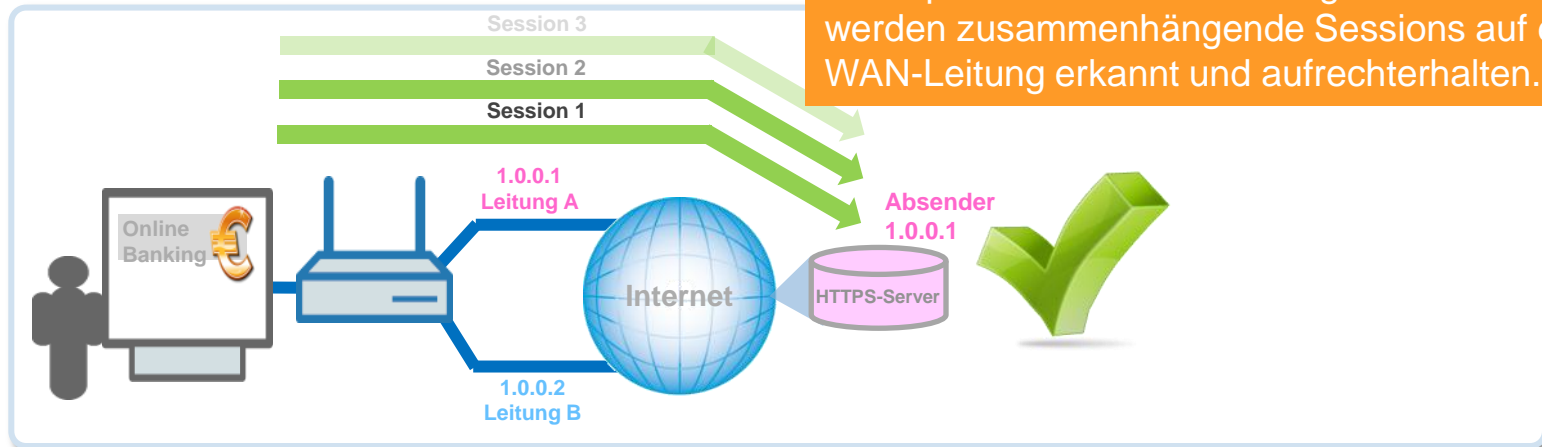 werden zusammenhängende Sessions auf
WAN-Leitung erkannt und aufrechterhalten.
Session 3
Session 2
Session 1
1.0.0.1
Leitung A
Absender
1.0.0.1
Online
Banking
Internet
HTTPS-Server
1.0.0.2
Leitung B